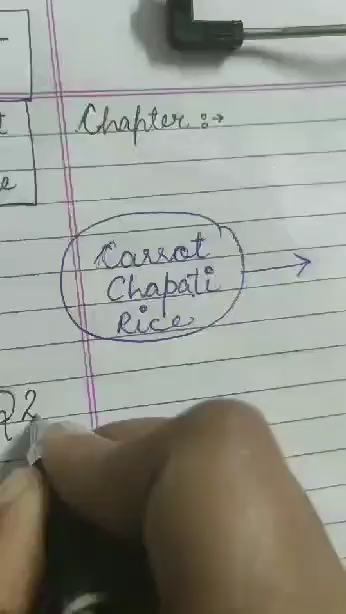 t
e
Chapter :→
Carrot
Chapati
Rice
Q2